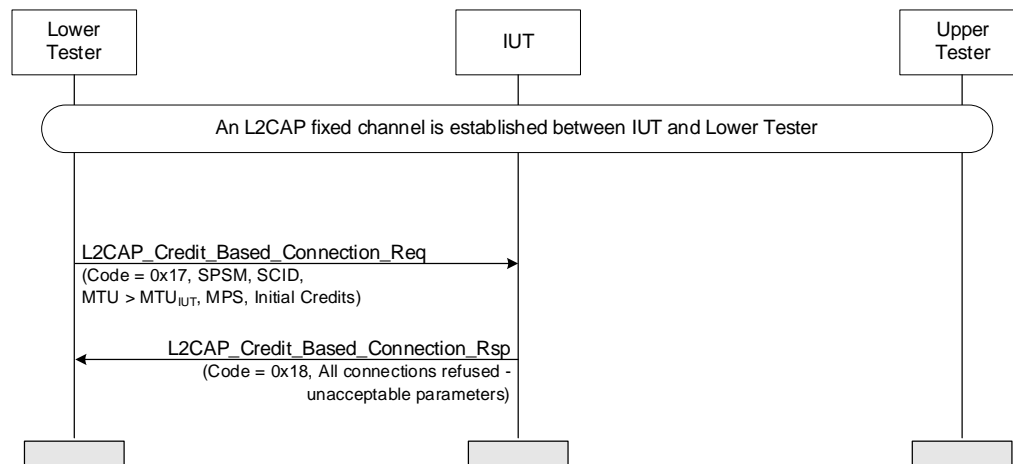 Lower
Tester
IUT
Upper
Tester
An L2CAP fixed channel is established between IUT and Lower Tester
L2CAP_Credit_Based_Connection_Req
(Code = 0x17, SPSM, SCID,
MTU > MTUIUT, MPS, Initial Credits)
L2CAP_Credit_Based_Connection_Rsp
(Code = 0x18, All connections refused -
unacceptable parameters)